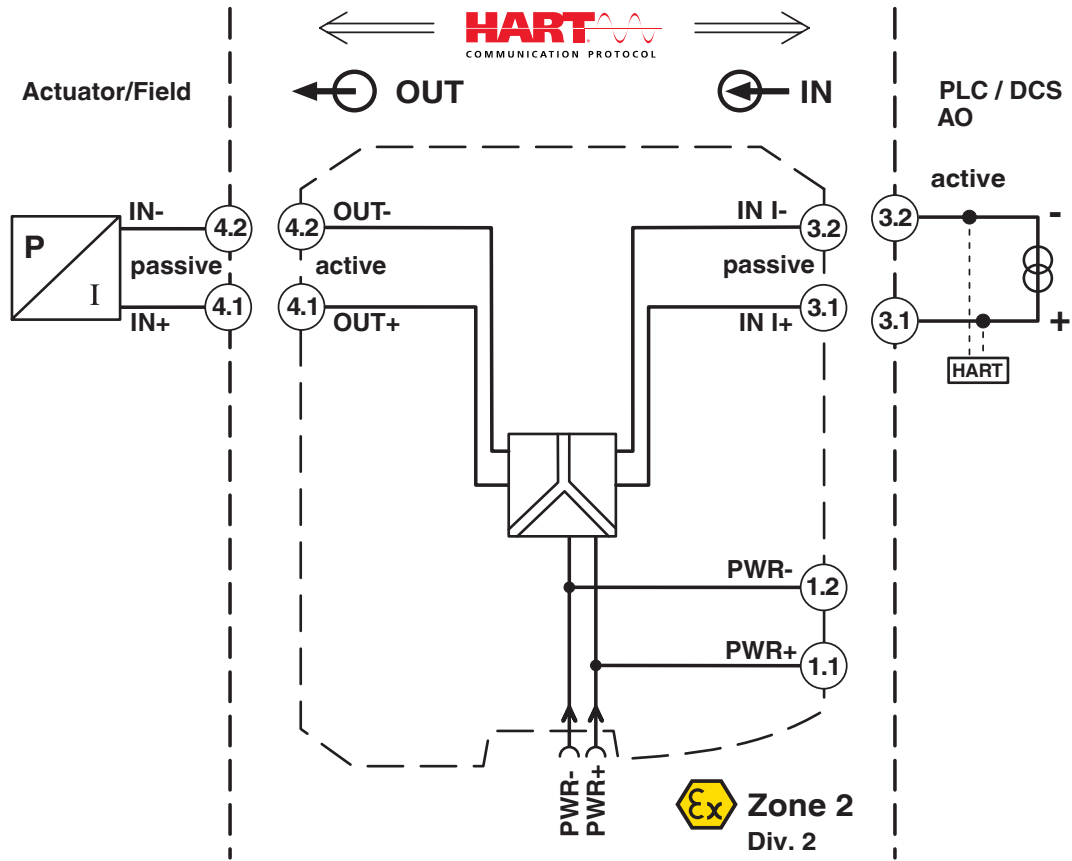 HART
COMMUNICATION PROTOCOL
Actuator/Field
OUT
IN
PLC / DCS
AO
active
P
I
IN-
passive
IN+
4.2
4.1
4.2
4.1
OUT-
active
OUT+
IN I-
passive
IN I+
3.2
3.1
3.2
3.1
-
+
HART
PWR-
1.2
PWR+
1.1
PWR-
PWR+
Ex
Zone 2
Div. 2